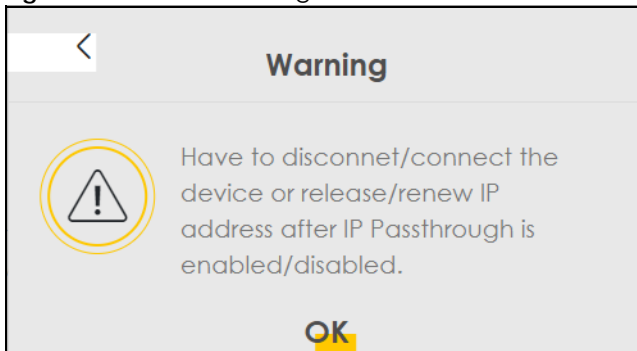 Warning
Have to disconnet/connect the
device or release/renew IP
address after IP Passthrough is
enabled/disabled.
OK